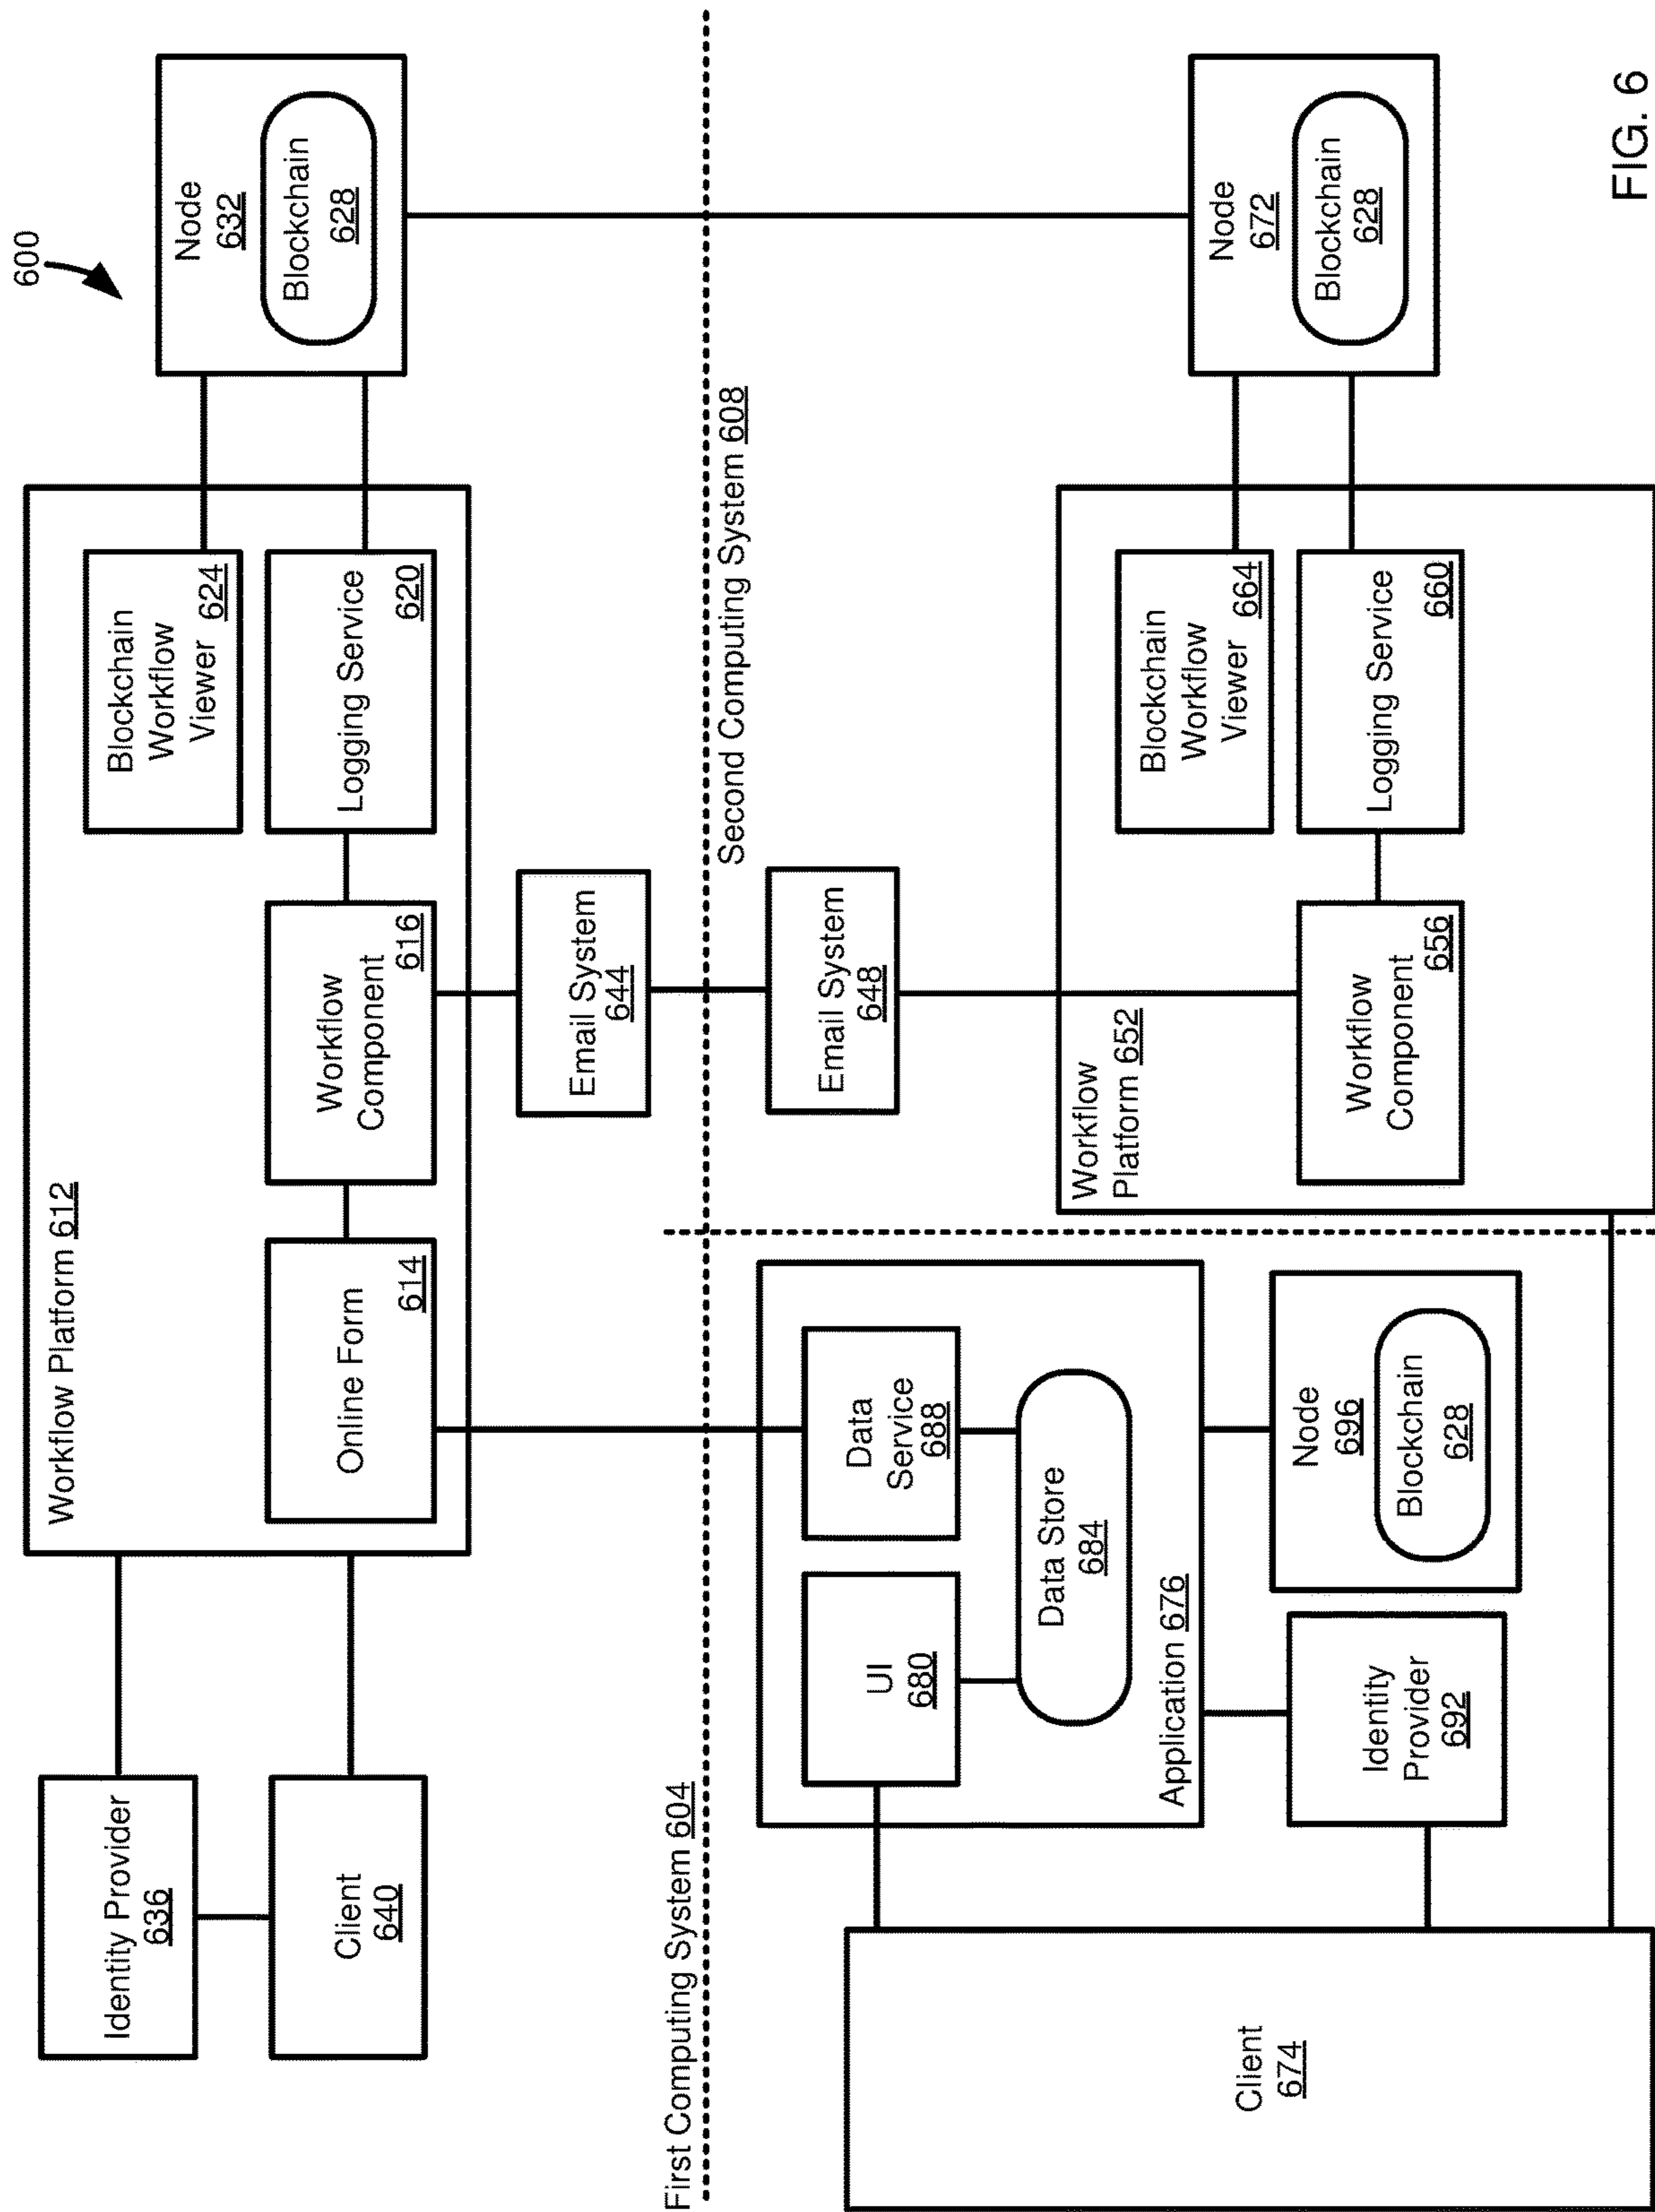 600
Workflow Platform 612
Identity Provider
636
Client
640
Online Form
614
Workflow
Component
616
Blockchain
Workflow
Viewer
624
Logging Service
620
Node
632
Blockchain
628
Email System
644
First Computing System 604
Second Computing System 608
Email System
648
Workflow
Platform 652
Workflow
Component
656
Blockchain
Workflow
Viewer
664
Logging Service
660
Node
672
Blockchain
628
Client
674
UI
680
Data
Service
688
Data Store
684
Application 676
Identity
Provider
692
Node
696
Blockchain
628
FIG. 6